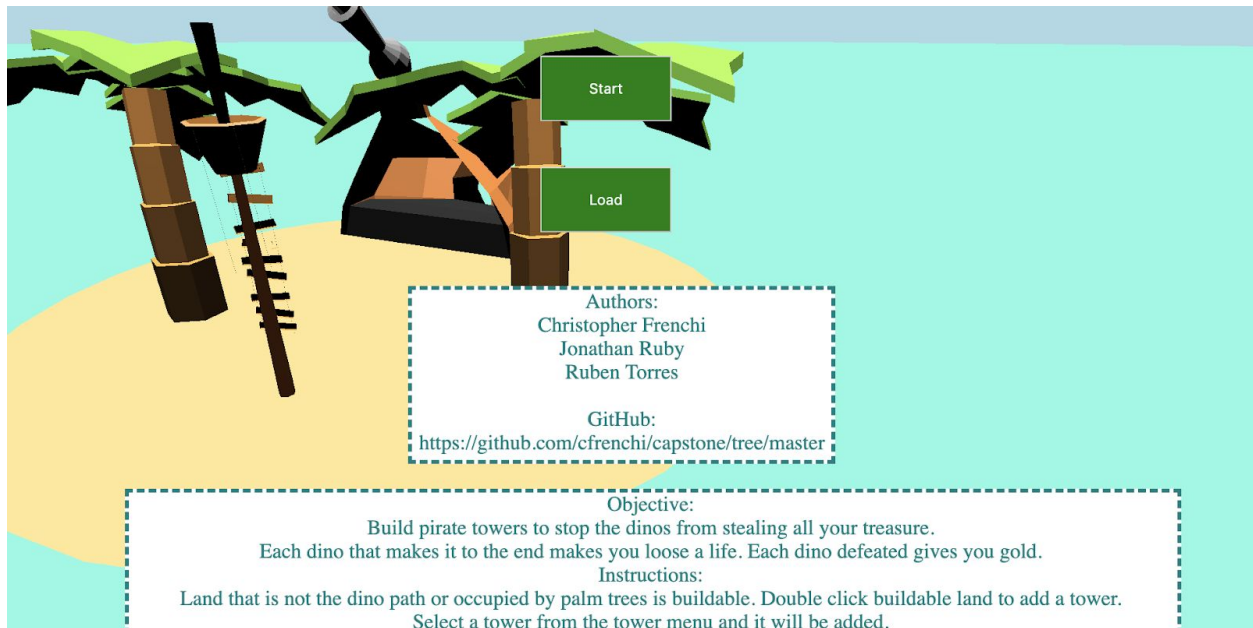 Start
Load
Authors:
Christopher Frenchi
Jonathan Ruby
Ruben Torres
GitHub:
https://github.com/cfrenchi/capstone/tree/master
Objective:
Build pirate towers to stop the dinos from stealing all your treasure.
Each dino that makes it to the end makes you loose a life. Each dino defeated gives you gold.
Instructions:
Land that is not the dino path or occupied by palm trees is buildable. Double click buildable land to add a tower.
Select a tower from the tower menu and it will be added.